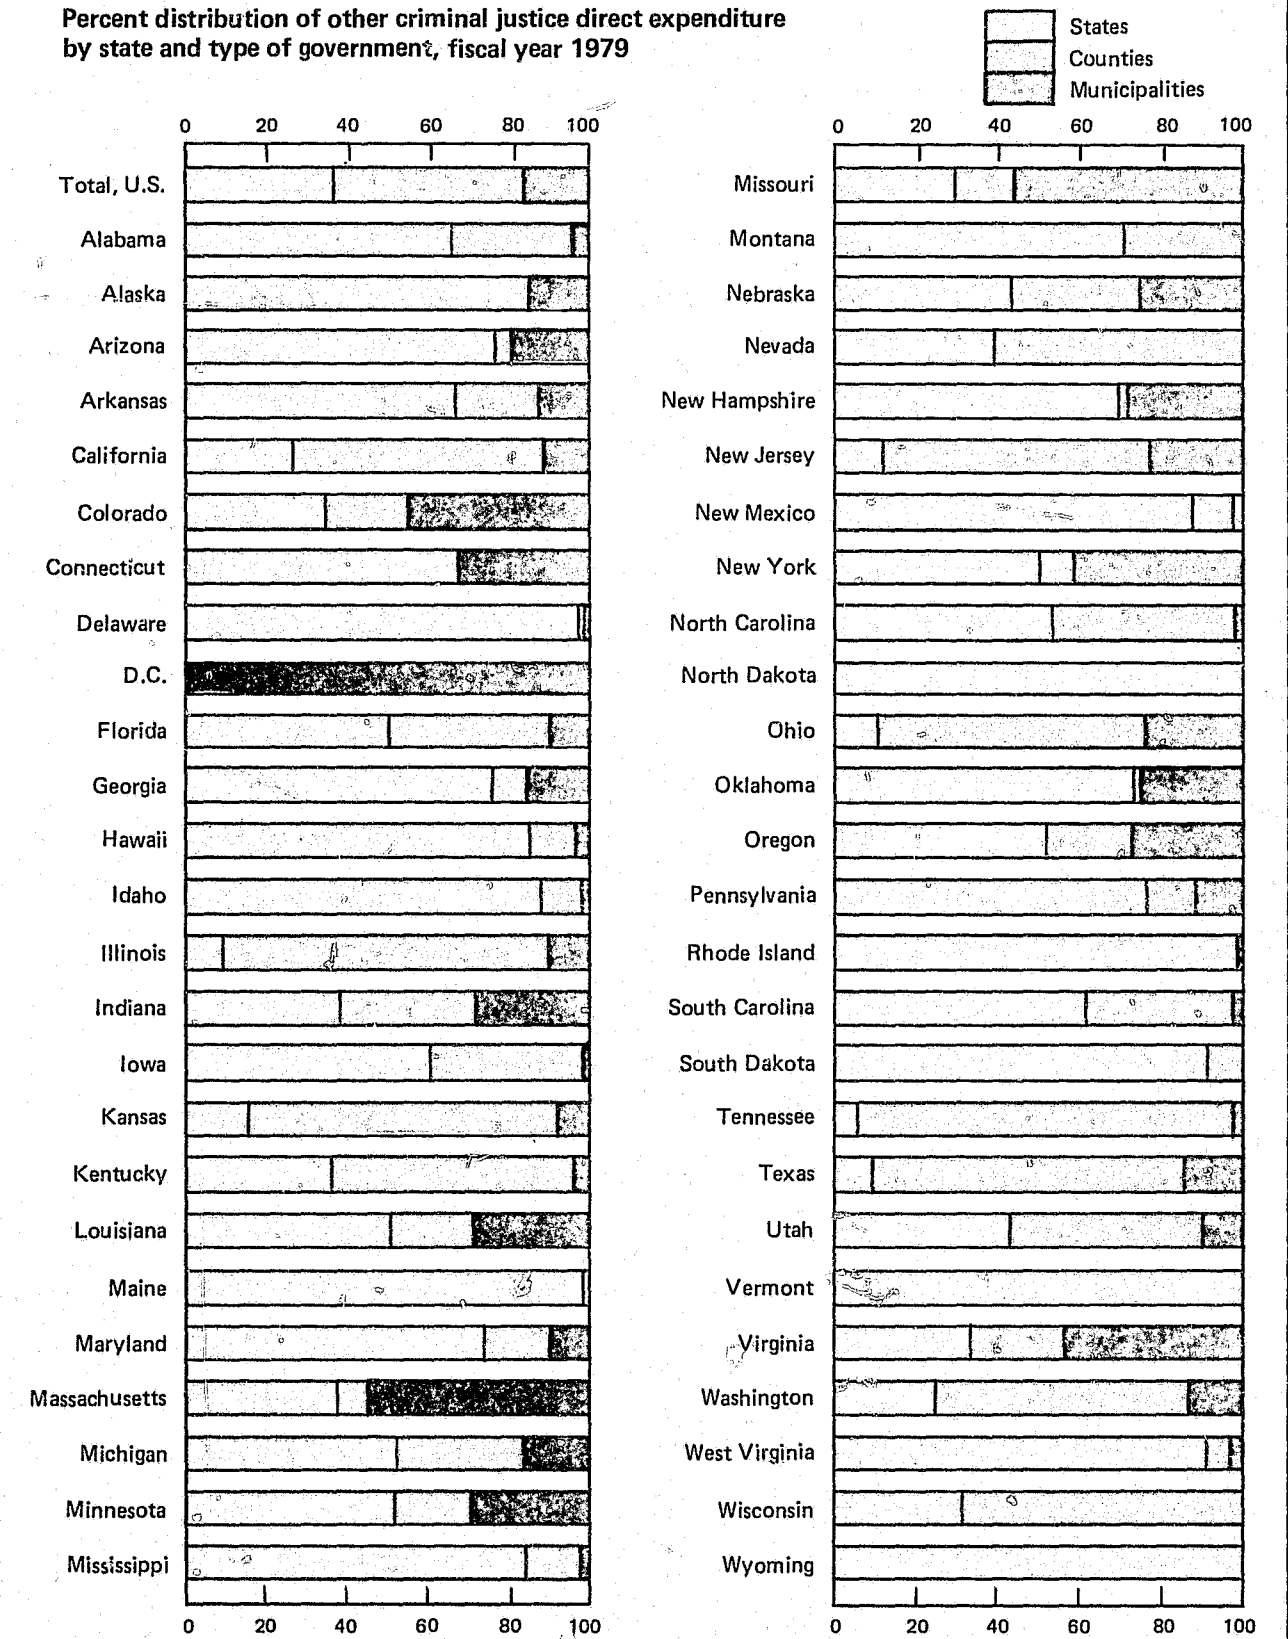 Percent distribution of other criminal justice direct expenditure
by state and type of government, fiscal year 1979
States
Counties
Municipalities
0 20 40 60 80 100
Total, U.S.
Alabama
Alaska
Arizona
Arkansas
California
Colorado
Connecticut
Delaware
D.C.
Florida
Georgia
Hawaii
Idaho
Illinois
Indiana
Iowa
Kansas
Kentucky
Louisiana
Maine
Maryland
Massachusetts
Michigan
Minnesota
Mississippi
0 20 40 60 80 100
0 20 40 60 80 100
Missouri
Montana
Nebraska
Nevada
New Hampshire
New Jersey
New Mexico
New York
North Carolina
North Dakota
Ohio
Oklahoma
Oregon
Pennsylvania
Rhode Island
South Carolina
South Dakota
Tennessee
Texas
Utah
Vermont
Virginia
Washington
West Virginia
Wisconsin
Wyoming
0 20 40 60 80 100